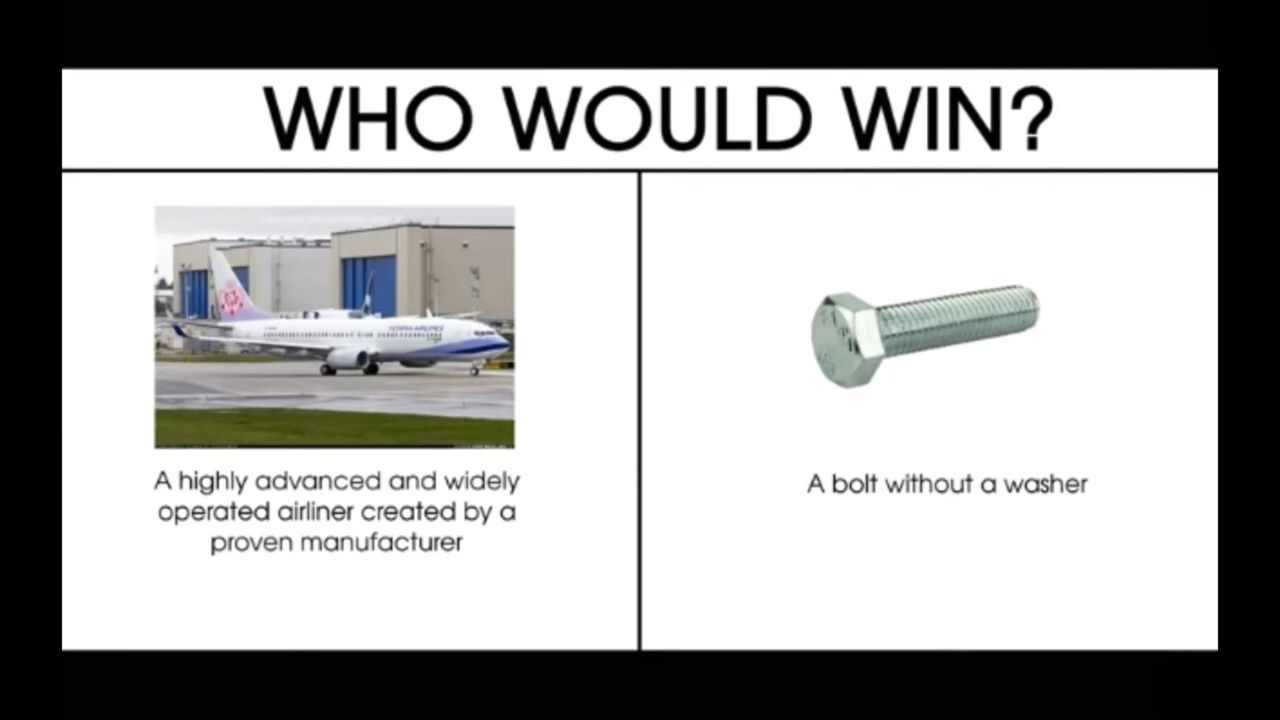 WHO WOULD WIN?
A highly advanced and widely
operated airliner created by a
proven manufacturer
A bolt without a washer